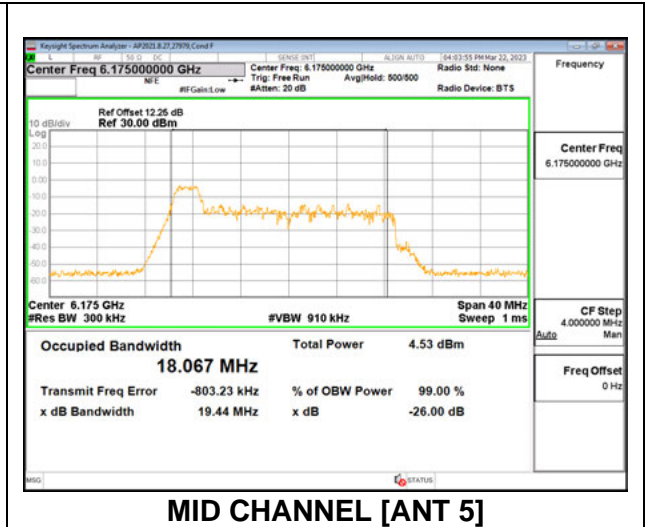 Keysight Spectrum Analyzer - AP2021.8.27,27979,Cond F
L RF 50 Ω DC SENSE:INT ALIGN AUTO 04:03:55 PM Mar 22, 2023
Center Freq 6.175000000 GHz
NFE
#IFGain:Low
Center Freq: 6.175000000 GHz
Trig: Free Run Avg|Hold: 500/500
#Atten: 20 dB
Radio Std: None
Radio Device: BTS
Frequency
Ref Offset 12.25 dB
10 dB/div Ref 30.00 dBm
Log
20.0
10.0
0.00
-10.0
-20.0
-30.0
-40.0
-50.0
-60.0
Center Freq
6.175000000 GHz
Center 6.175 GHz Span 40 MHz
#Res BW 300 kHz #VBW 910 kHz Sweep 1 ms
CF Step
4.000000 MHz
Auto Man
Occupied Bandwidth Total Power 4.53 dBm
18.067 MHz
Transmit Freq Error -803.23 kHz % of OBW Power 99.00 %
x dB Bandwidth 19.44 MHz x dB -26.00 dB
Freq Offset
0 Hz
MSG STATUS
MID CHANNEL [ANT 5]